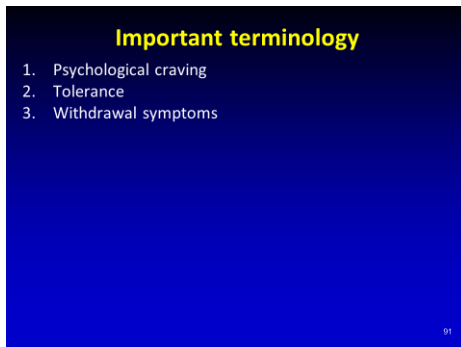 Important terminology
1. Psychological craving
2. Tolerance
3. Withdrawal symptoms
91